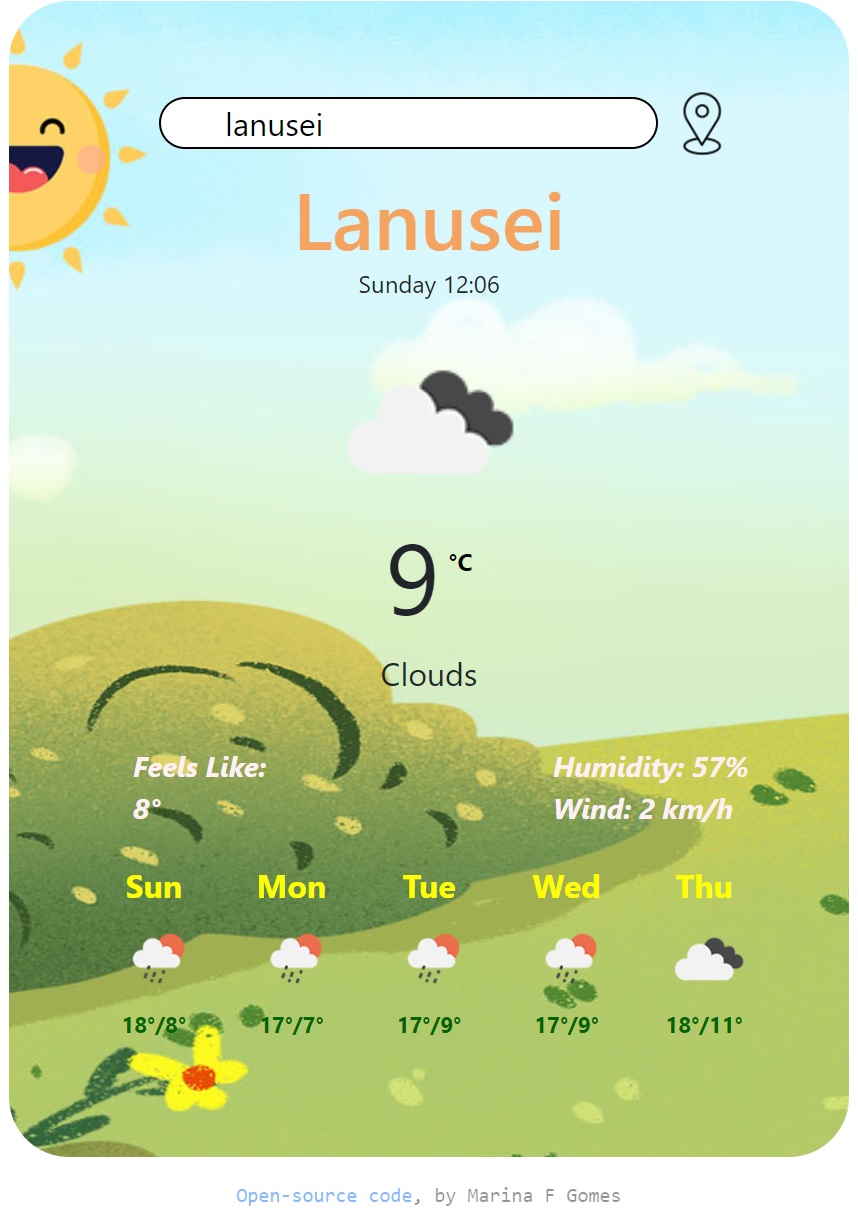 lanusei
Lanusei
Sunday 12:06
9 °C
Clouds
Feels Like:
8°
Humidity: 57%
Wind: 2 km/h
Sun Mon Tue Wed Thu
18°/8° 17°/7° 17°/9° 17°/9° 18°/11°
Open-source code, by Marina F Gomes